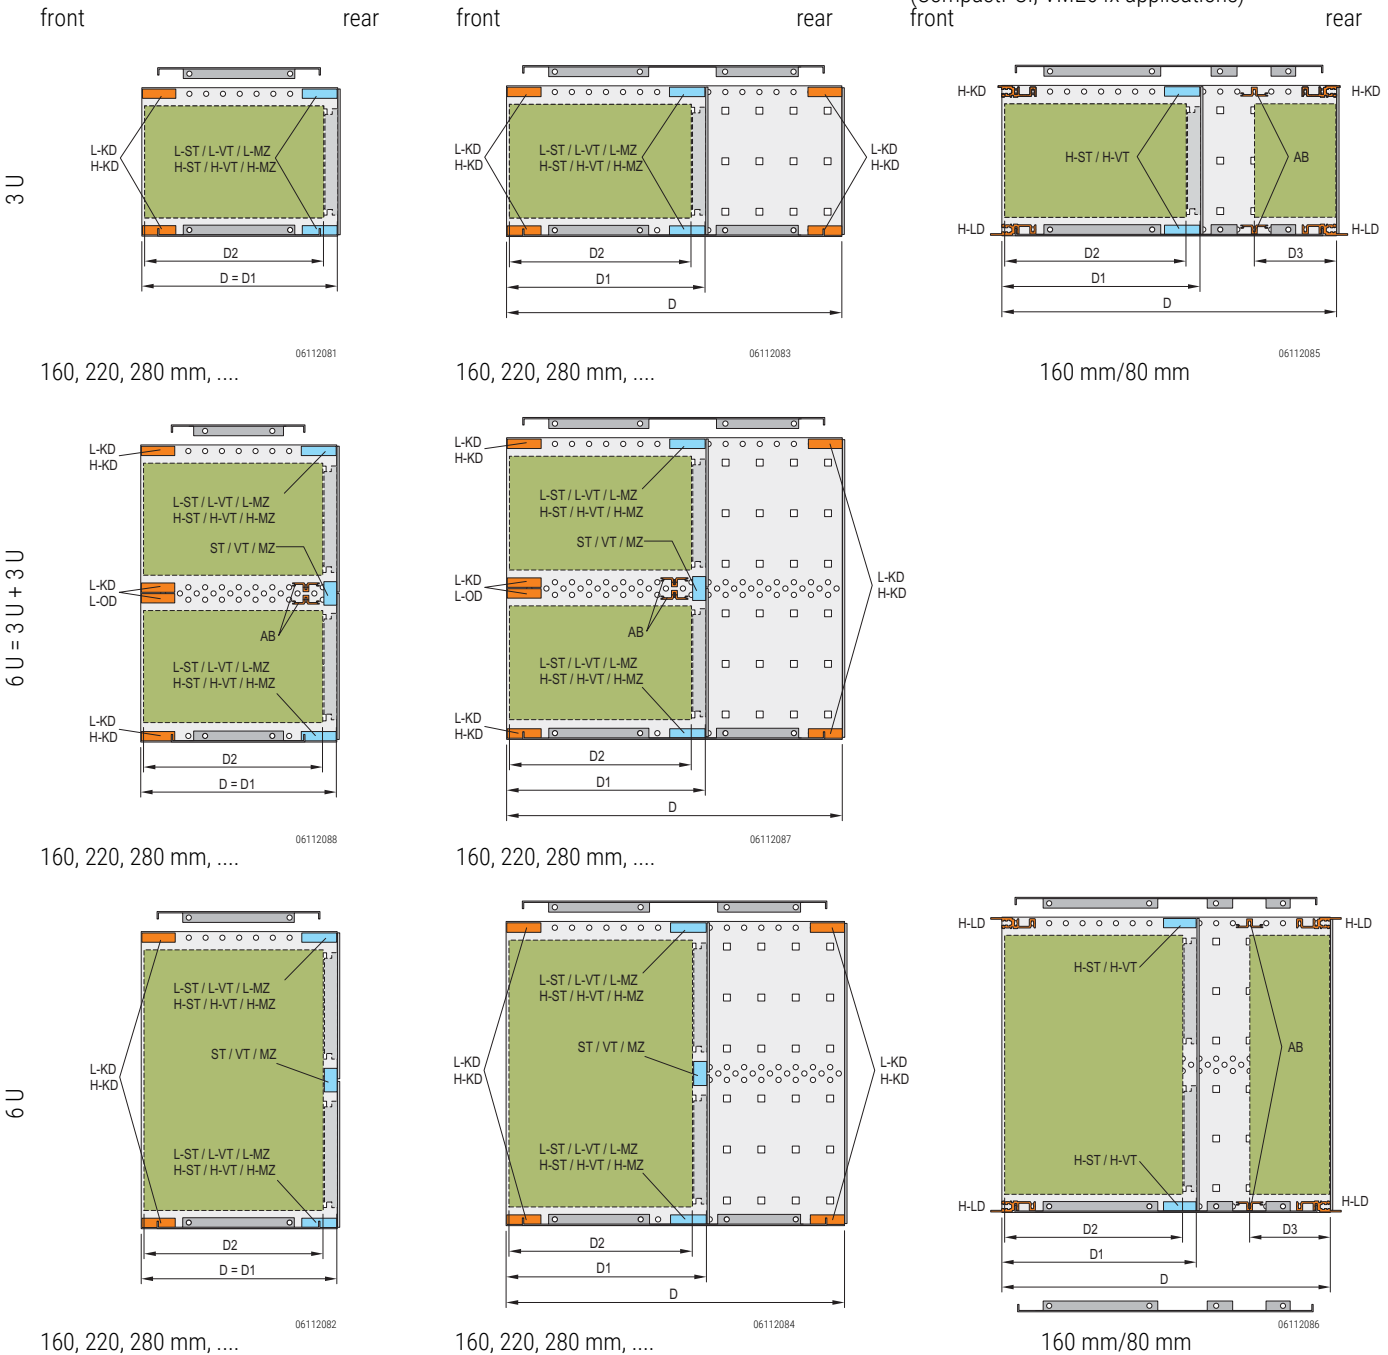 (CompactPCI, VME64x applications)
front rear front rear front rear
3 U
L-KD
H-KD
L-ST / L-VT / L-MZ
H-ST / H-VT / H-MZ
D2
D = D1
06112081
160, 220, 280 mm, ....
L-KD
H-KD
L-ST / L-VT / L-MZ
H-ST / H-VT / H-MZ
L-KD
H-KD
D2
D1
D
06112083
160, 220, 280 mm, ....
H-KD
H-KD
H-ST / H-VT
AB
H-LD
H-LD
D2
D3
D1
D
06112085
160 mm/80 mm
6 U = 3 U + 3 U
L-KD
H-KD
L-ST / L-VT / L-MZ
H-ST / H-VT / H-MZ
ST / VT / MZ
L-KD
L-OD
AB
L-ST / L-VT / L-MZ
H-ST / H-VT / H-MZ
L-KD
H-KD
D2
D = D1
06112088
160, 220, 280 mm, ....
L-KD
H-KD
L-ST / L-VT / L-MZ
H-ST / H-VT / H-MZ
ST / VT / MZ
L-KD
L-OD
L-KD
H-KD
AB
L-ST / L-VT / L-MZ
H-ST / H-VT / H-MZ
L-KD
H-KD
D2
D1
D
06112087
160, 220, 280 mm, ....
6 U
L-ST / L-VT / L-MZ
H-ST / H-VT / H-MZ
ST / VT / MZ
L-KD
H-KD
L-ST / L-VT / L-MZ
H-ST / H-VT / H-MZ
D2
D = D1
06112082
160, 220, 280 mm, ....
L-ST / L-VT / L-MZ
H-ST / H-VT / H-MZ
ST / VT / MZ
L-KD
H-KD
L-KD
H-KD
L-ST / L-VT / L-MZ
H-ST / H-VT / H-MZ
D2
D1
D
06112084
160, 220, 280 mm, ....
H-LD
H-LD
H-ST / H-VT
AB
H-ST / H-VT
H-LD
H-LD
D2
D3
D1
D
06112086
160 mm/80 mm